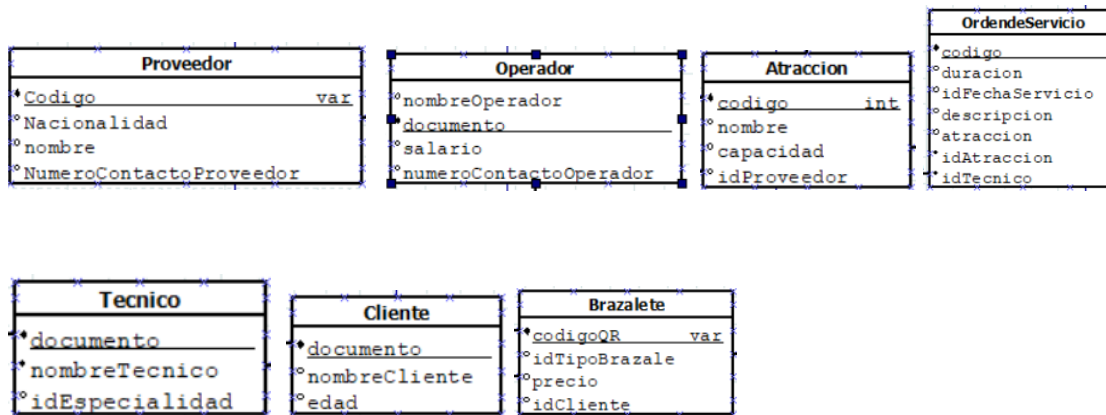 Proveedor
Codigo var
Nacionalidad
nombre
NumeroContactoProveedor
Operador
nombreOperador
documento
salario
numeroContactoOperador
Atraccion
codigo int
nombre
capacidad
idProveedor
OrdendeServicio
codigo
duracion
idFechaServicio
descripcion
atraccion
idAtraccion
idTecnico
Tecnico
documento
nombreTecnico
idEspecialidad
Cliente
documento
nombreCliente
edad
Brazalete
codigoQR var
idTipoBrazale
precio
idCliente